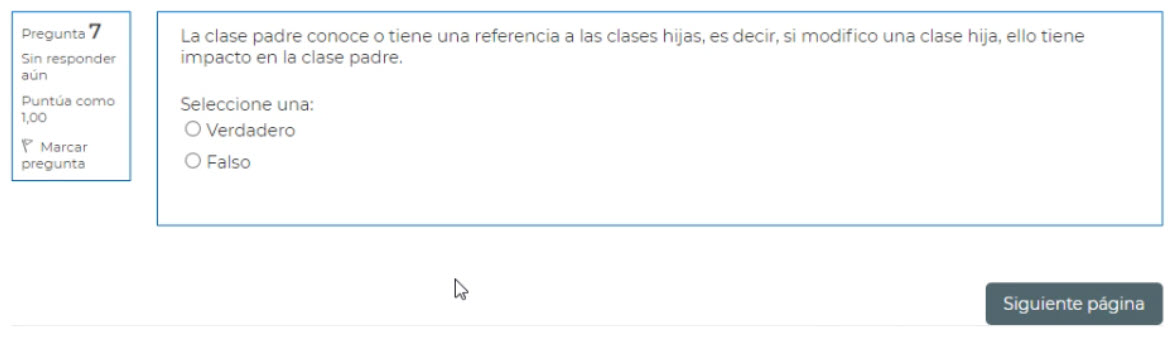 Pregunta 7
Sin responder
aún
Puntúa como
1,00
Marcar
pregunta
La clase padre conoce o tiene una referencia a las clases hijas, es decir, si modifico una clase hija, ello tiene
impacto en la clase padre.
Seleccione una:
Verdadero
Falso
Siguiente página